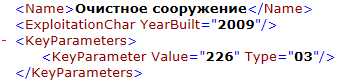 <Name>Очистное сооружение</Name>
<ExploitationChar YearBuilt="2009"/>
- <KeyParameters>
<KeyParameter Value="226" Type="03"/>
</KeyParameters>